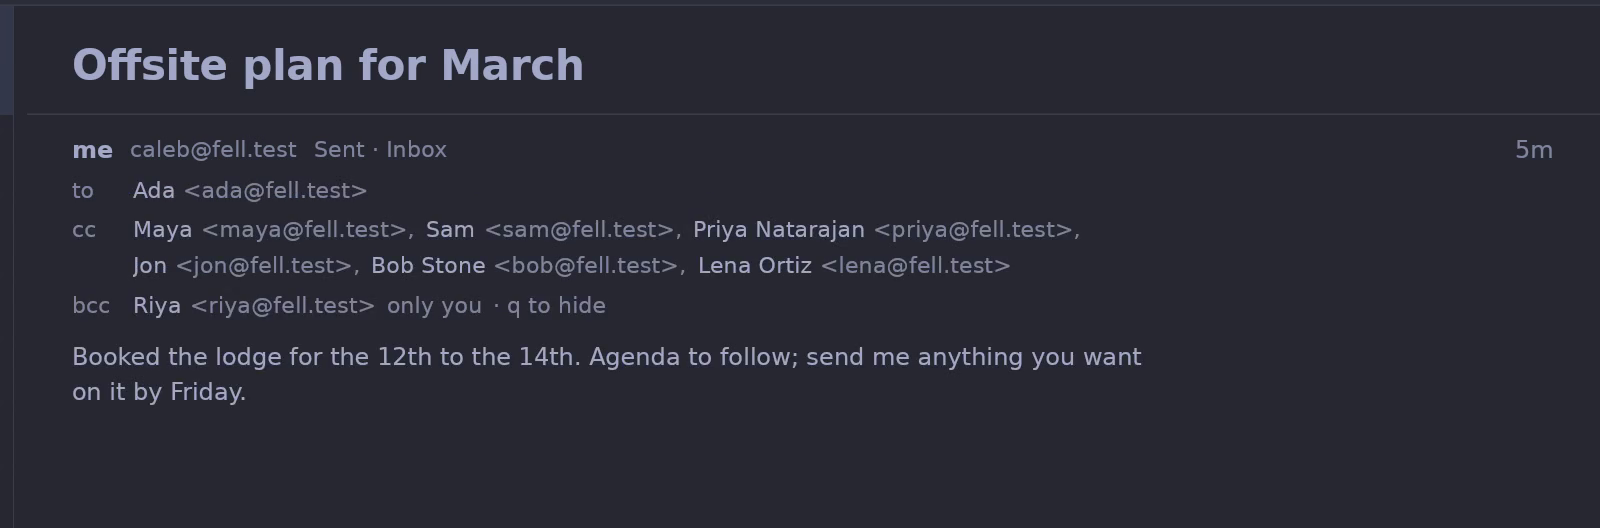 Offsite plan for March
me caleb@fell.test Sent · Inbox 5m
to Ada <ada@fell.test>
cc Maya <maya@fell.test>, Sam <sam@fell.test>, Priya Natarajan <priya@fell.test>,
Jon <jon@fell.test>, Bob Stone <bob@fell.test>, Lena Ortiz <lena@fell.test>
bcc Riya <riya@fell.test> only you · q to hide
Booked the lodge for the 12th to the 14th. Agenda to follow; send me anything you want
on it by Friday.